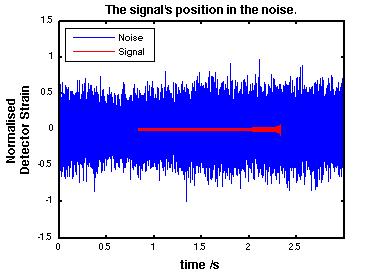 The signal's position in the noise.
1.5
Noise
Signal
1
0.5
0
-0.5
-1
-1.5
Normalised
Detector Strain
0 0.5 1 1.5 2 2.5
time /s